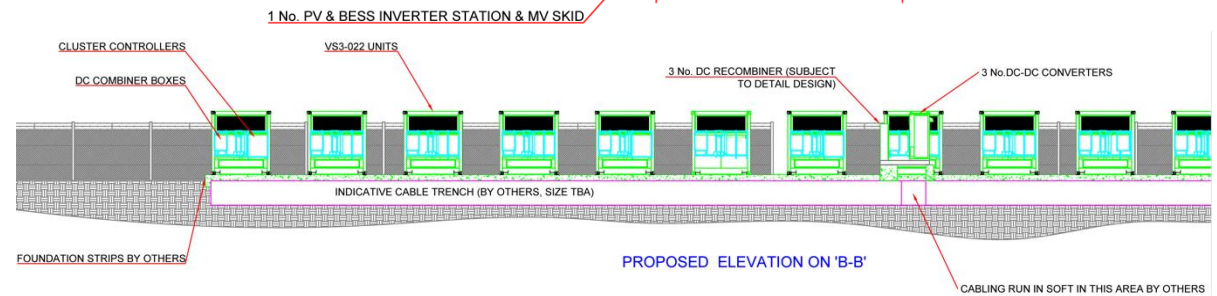 1 No. PV & BESS INVERTER STATION & MV SKID
CLUSTER CONTROLLERS
VS3-022 UNITS
DC COMBINER BOXES
3 No. DC RECOMBINER (SUBJECT
TO DETAIL DESIGN)
3 No.DC-DC CONVERTERS
INDICATIVE CABLE TRENCH (BY OTHERS, SIZE TBA)
FOUNDATION STRIPS BY OTHERS
PROPOSED ELEVATION ON 'B-B'
CABLING RUN IN SOFT IN THIS AREA BY OTHERS